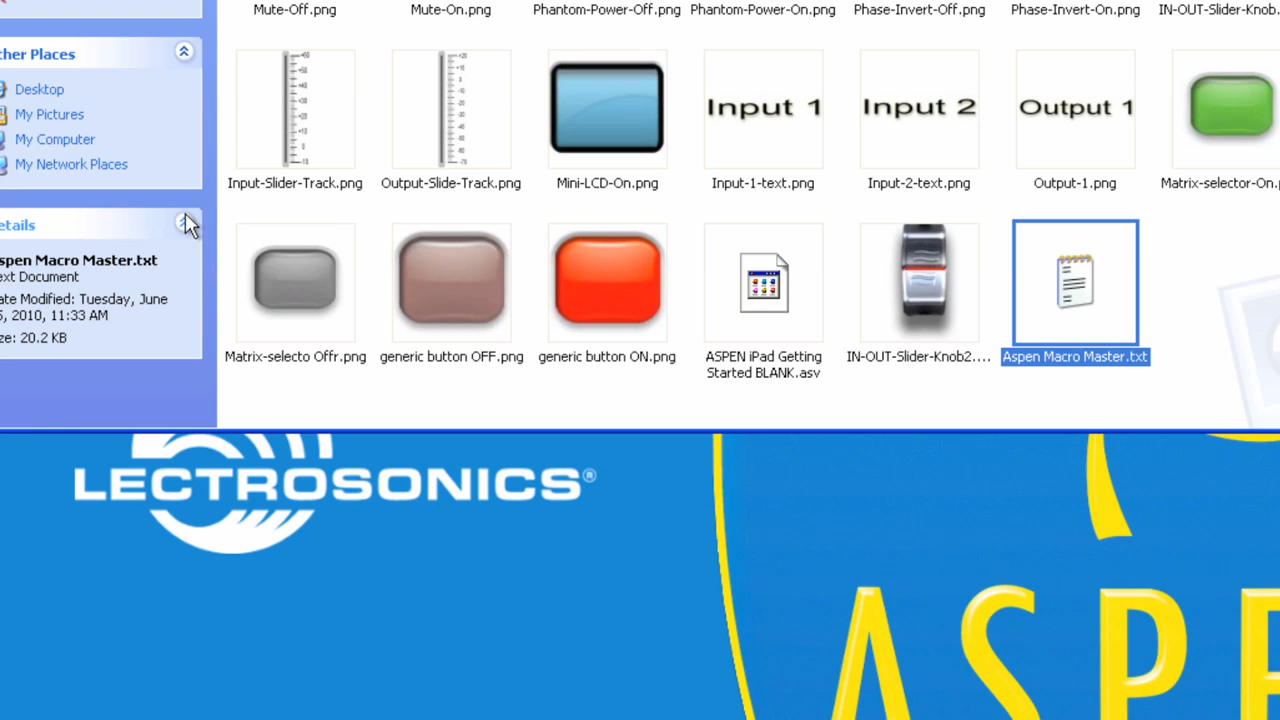 Mute-Off.png
Mute-On.png
Phantom-Power-Off.png
Phantom-Power-On.png
Phase-Invert-Off.png
Phase-Invert-On.png
IN-OUT-Slider-Knob.
ther Places
Desktop
My Pictures
My Computer
My Network Places
Input 1
Input 2
Output 1
Input-Slider-Track.png
Output-Slide-Track.png
Mini-LCD-On.png
Input-1-text.png
Input-2-text.png
Output-1.png
Matrix-selector-On.p
etails
spen Macro Master.txt
ext Document
ate Modified: Tuesday, June
5, 2010, 11:33 AM
ze: 20.2 KB
Matrix-selecto Offr.png
generic button OFF.png
generic button ON.png
ASPEN iPad Getting
Started BLANK.asv
IN-OUT-Slider-Knob2....
Aspen Macro Master.txt
LECTROSONICS®
ASPE